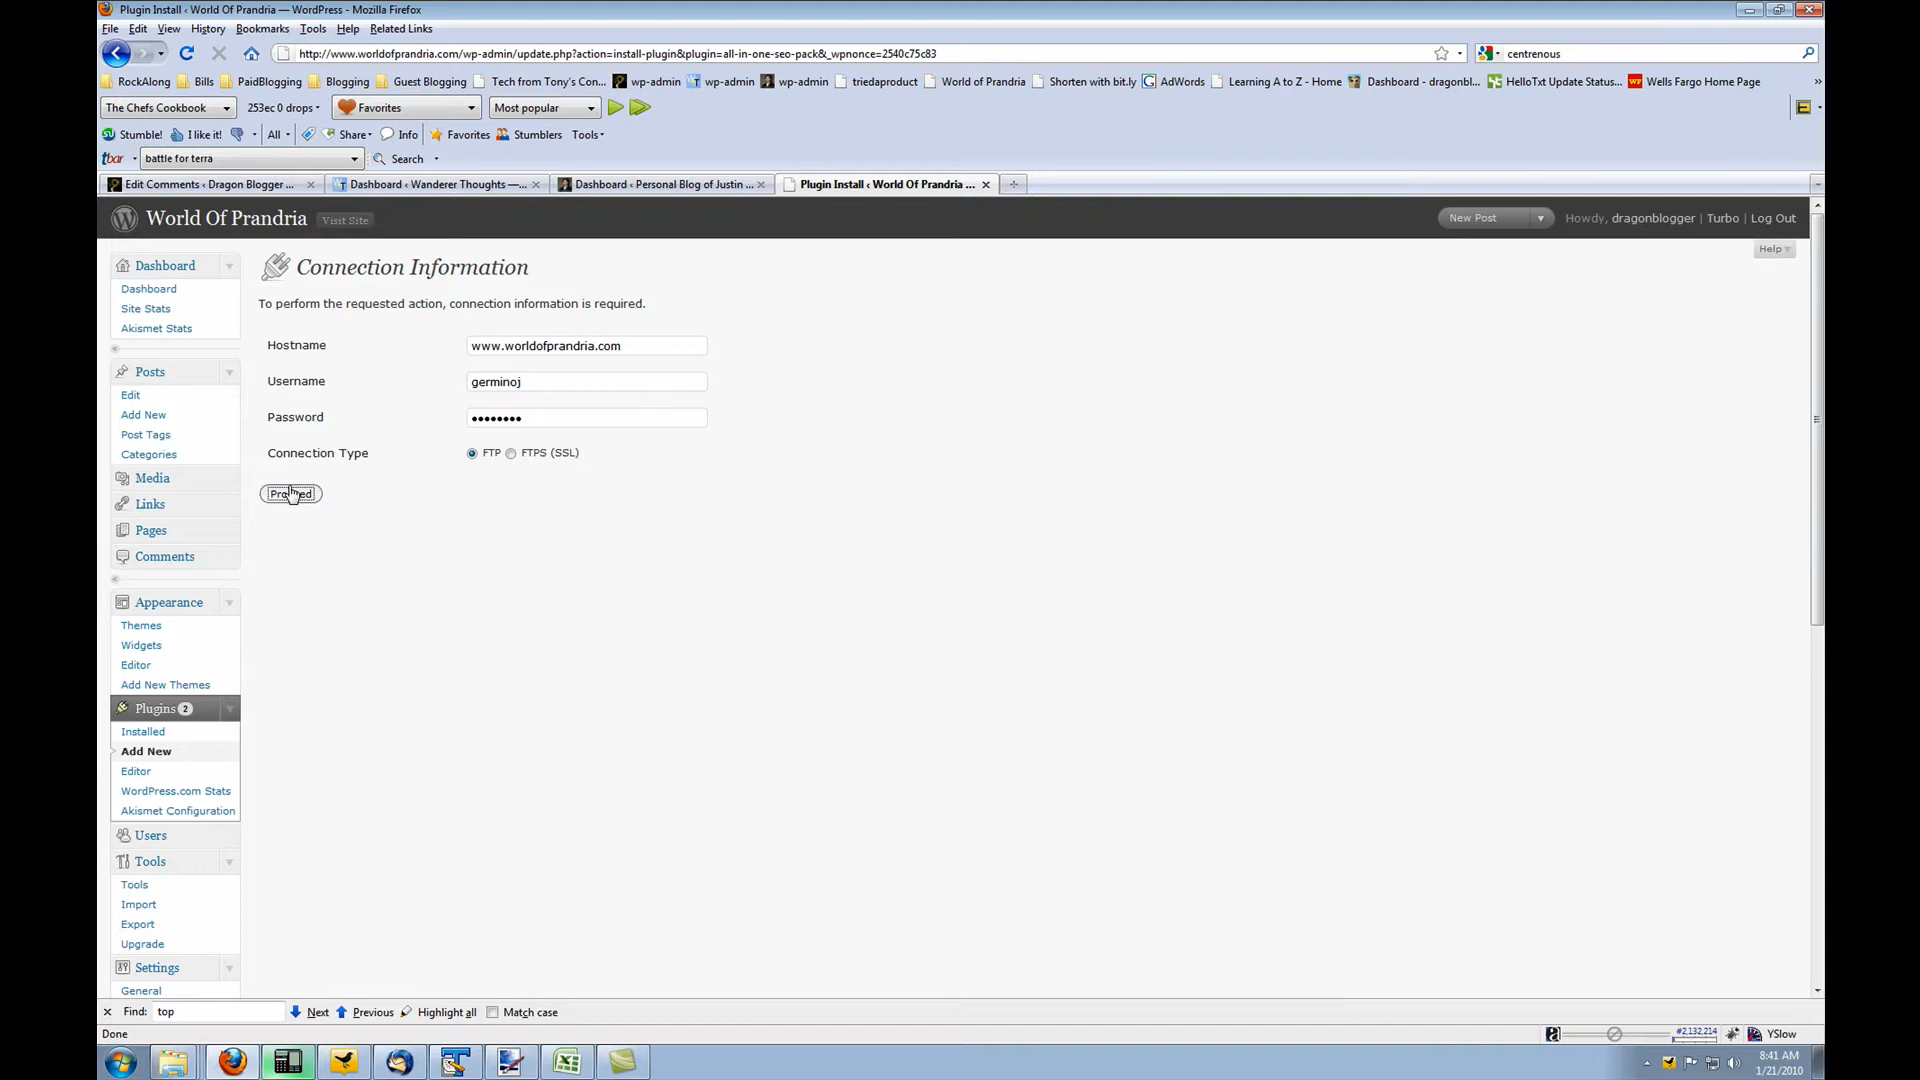 Plugin Install ‹ World Of Prandria — WordPress - Mozilla Firefox
File Edit View History Bookmarks Tools Help Related Links
http://www.worldofprandria.com/wp-admin/update.php?action=install-plugin&plugin=all-in-one-seo-pack&_wpnonce=2540c75c83
centrenous
RockAlong Bills PaidBlogging Blogging Guest Blogging Tech from Tony's Con... wp-admin wp-admin wp-admin triedaproduct World of Prandria Shorten with bit.ly AdWords Learning A to Z - Home Dashboard - dragonbl... HelloTxt Update Status... Wells Fargo Home Page »
The Chefs Cookbook 253ec 0 drops Favorites Most popular
Stumble! I like it! All Share Info Favorites Stumblers Tools
tbar battle for terra Search
Edit Comments ‹ Dragon Blogger ... Dashboard ‹ Wanderer Thoughts —... Dashboard ‹ Personal Blog of Justin ... Plugin Install ‹ World Of Prandria ...
World Of Prandria Visit Site New Post Howdy, dragonblogger | Turbo | Log Out
Help
Dashboard
Dashboard
Site Stats
Akismet Stats
Posts
Edit
Add New
Post Tags
Categories
Media
Links
Pages
Comments
Appearance
Themes
Widgets
Editor
Add New Themes
Plugins 2
Installed
Add New
Editor
WordPress.com Stats
Akismet Configuration
Users
Tools
Tools
Import
Export
Upgrade
Settings
General
Connection Information
To perform the requested action, connection information is required.
Hostname www.worldofprandria.com
Username germinoj
Password ••••••••
Connection Type FTP FTPS (SSL)
× Find: top Next Previous Highlight all Match case
Done #2,132,214 YSlow
8:41 AM
1/21/2010